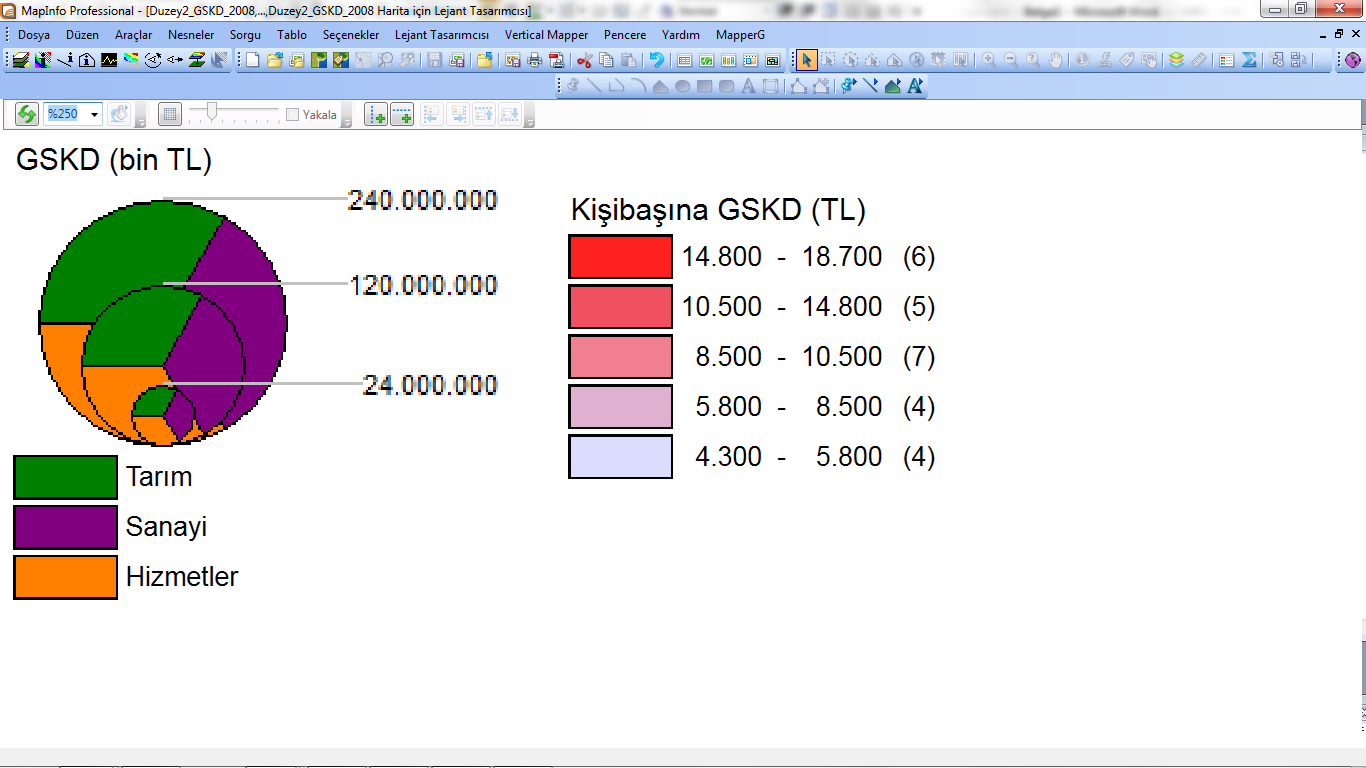 MapInfo Professional - [Duzey2_GSKD_2008,...,Duzey2_GSKD_2008 Harita için Lejant Tasarımcısı]
Dosya Düzen Araçlar Nesneler Sorgu Tablo Seçenekler Lejant Tasarımcısı Vertical Mapper Pencere Yardım MapperG
%250 Yakala
GSKD (bin TL)
240.000.000
120.000.000
24.000.000
Tarım
Sanayi
Hizmetler
Kişibaşına GSKD (TL)
14.800 - 18.700 (6)
10.500 - 14.800 (5)
8.500 - 10.500 (7)
5.800 - 8.500 (4)
4.300 - 5.800 (4)